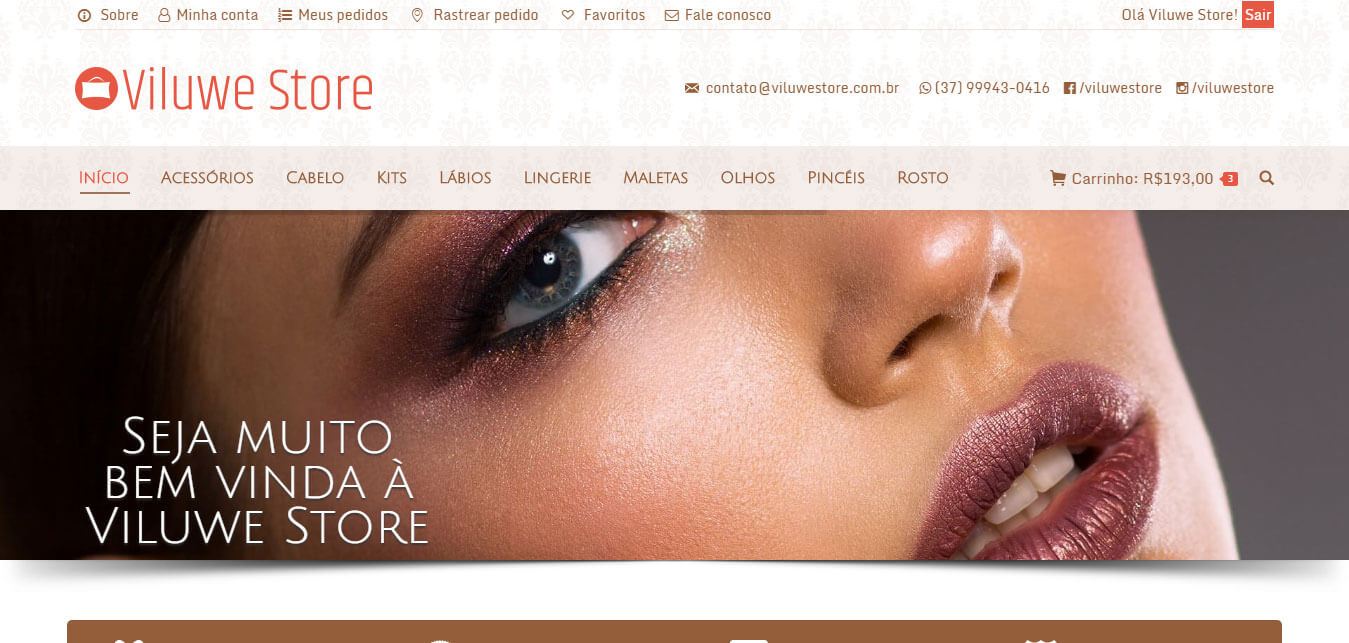 Sobre Minha conta Meus pedidos Rastrear pedido Favoritos Fale conosco Olá Viluwe Store! Sair
Viluwe Store
contato@viluwestore.com.br (37) 99943-0416 /viluwestore /viluwestore
Início Acessórios Cabelo Kits Lábios Lingerie Maletas Olhos Pincéis Rosto Carrinho: R$193,00 3
Seja muito
bem vinda à
Viluwe Store